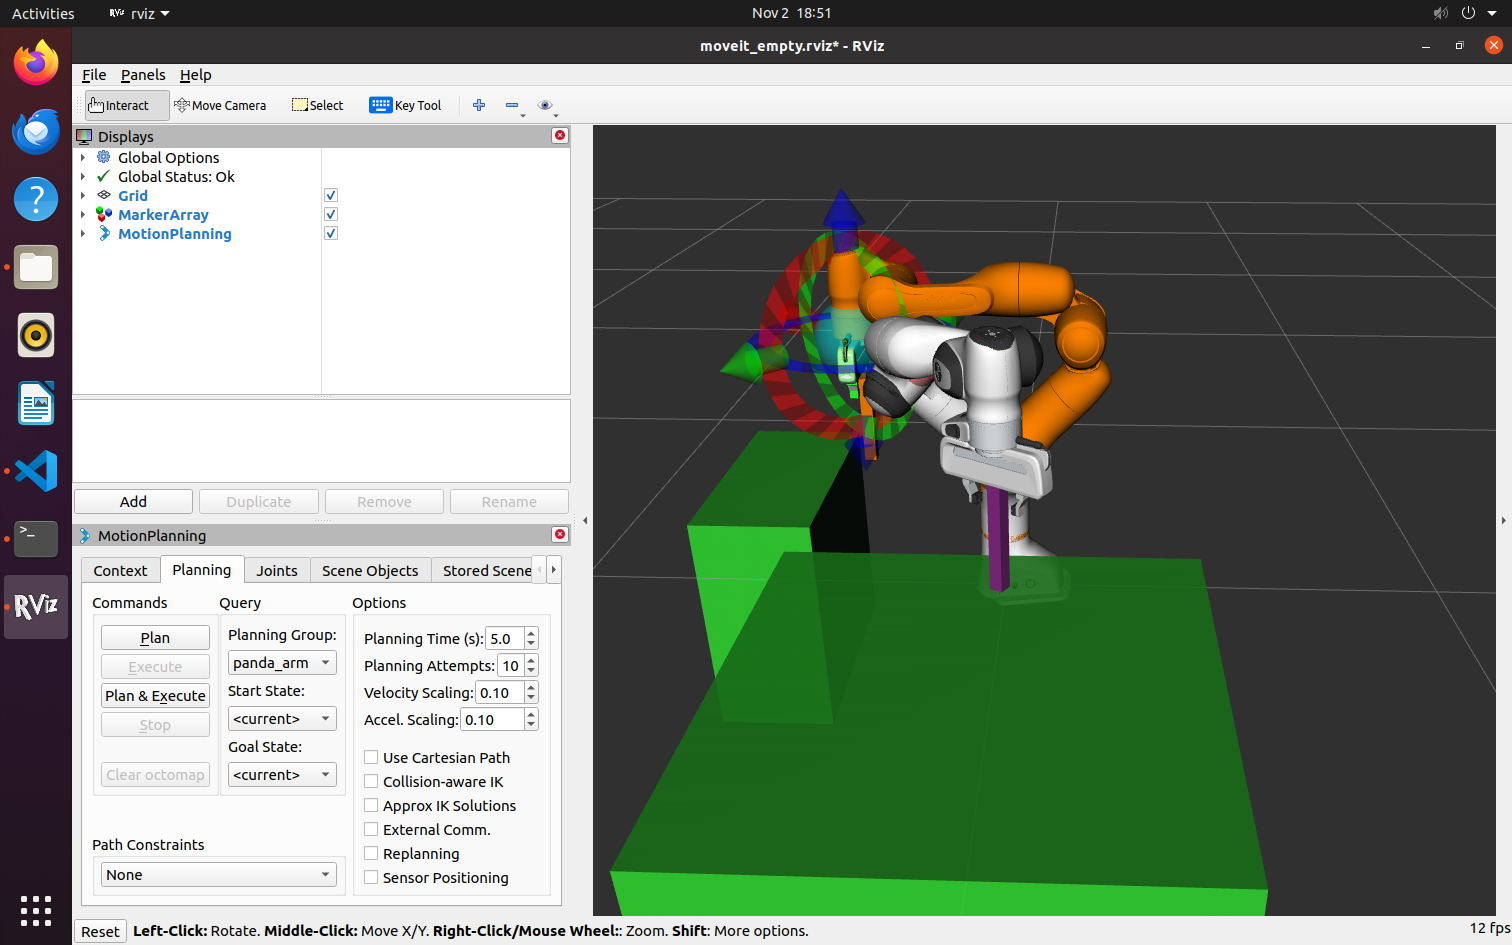 Activities
RViz rviz
Nov 2 18:51
moveit_empty.rviz* - RViz
File Panels Help
Interact Move Camera Select Key Tool
Displays
Global Options
Global Status: Ok
Grid
MarkerArray
MotionPlanning
Add Duplicate Remove Rename
MotionPlanning
Context Planning Joints Scene Objects Stored Scene
Commands Query Options
Plan
Execute
Plan & Execute
Stop
Clear octomap
Planning Group:
panda_arm
Start State:
<current>
Goal State:
<current>
Planning Time (s): 5.0
Planning Attempts: 10
Velocity Scaling: 0.10
Accel. Scaling: 0.10
Use Cartesian Path
Collision-aware IK
Approx IK Solutions
External Comm.
Replanning
Sensor Positioning
Path Constraints
None
RViz
Reset Left-Click: Rotate. Middle-Click: Move X/Y. Right-Click/Mouse Wheel:: Zoom. Shift: More options.
12 fps